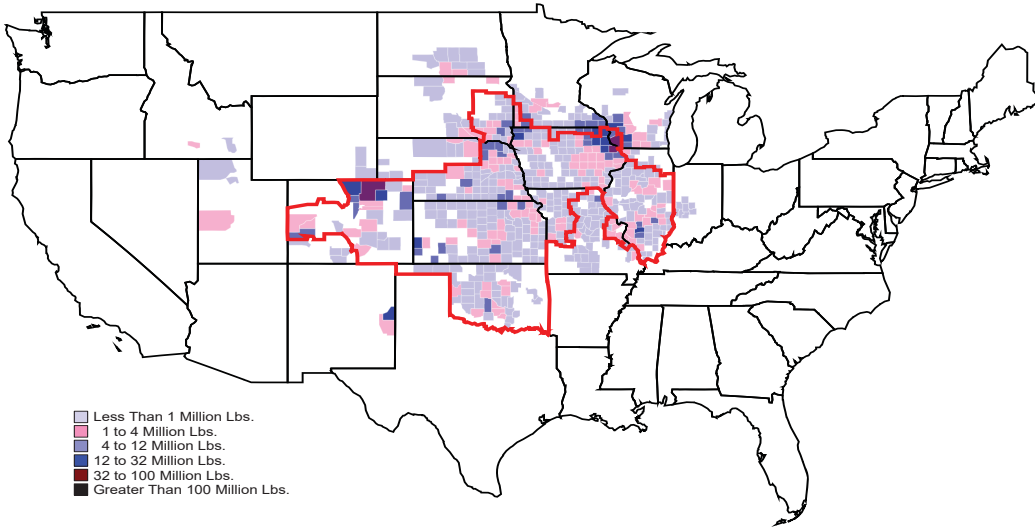 Less Than 1 Million Lbs.
1 to 4 Million Lbs.
4 to 12 Million Lbs.
12 to 32 Million Lbs.
32 to 100 Million Lbs.
Greater Than 100 Million Lbs.